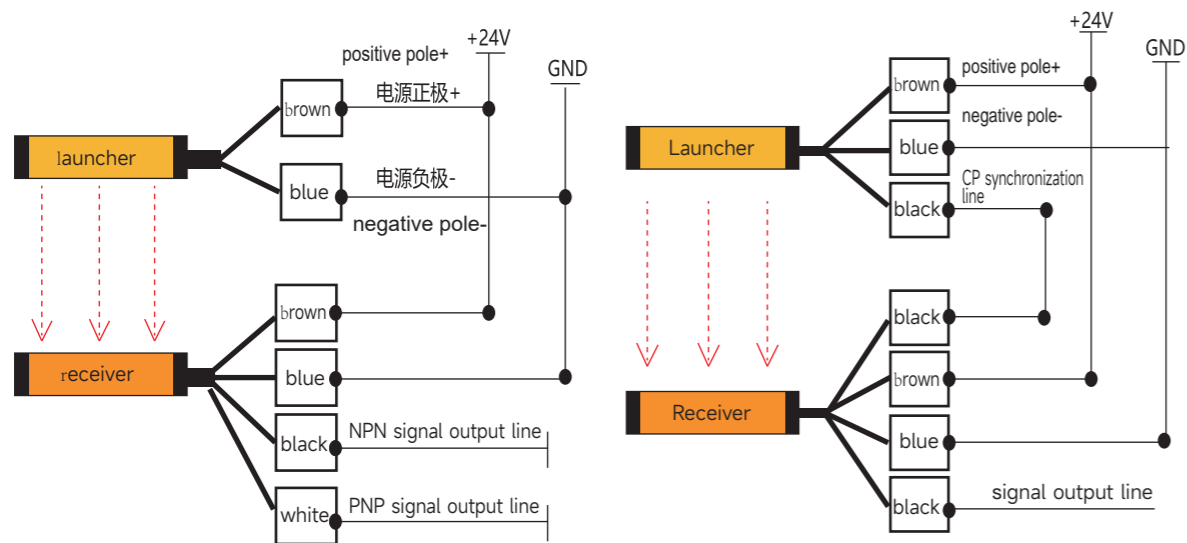 +24V
positive pole+
GND
brown
电源正极+
launcher
blue
电源负极-
negative pole-
brown
receiver
blue
black
NPN signal output line
white
PNP signal output line
+24V
GND
positive pole+
brown
negative pole-
Launcher
blue
CP synchronization
line
black
black
brown
Receiver
blue
black
signal output line